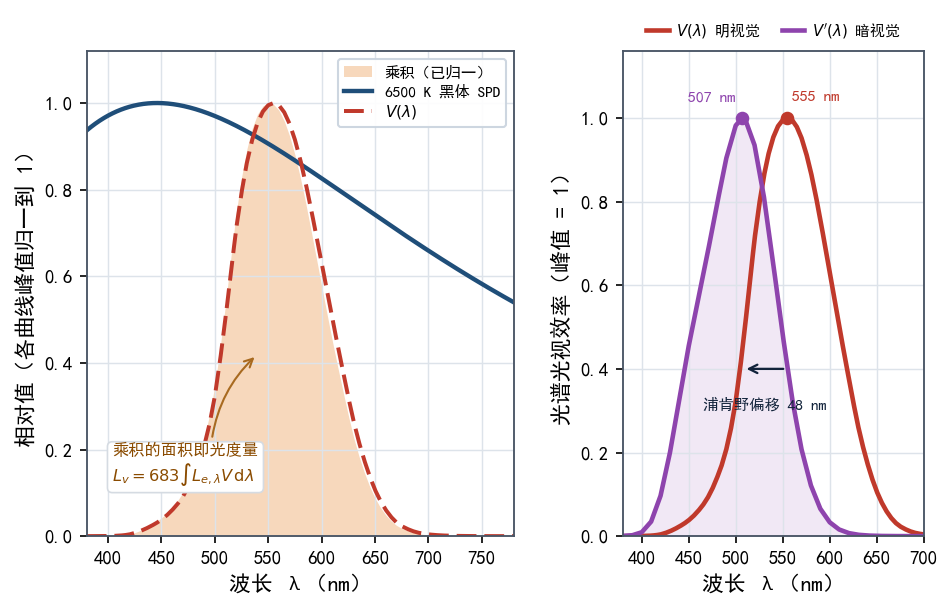 相对值（各曲线峰值归一到 1）
1.0
0.8
0.6
0.4
0.2
0.0
乘积（已归一）
6500 K 黑体 SPD
V(λ)
乘积的面积即光度量
L_v = 683∫L_{e,λ}V dλ
400 450 500 550 600 650 700 750
波长 λ （nm）
V(λ) 明视觉 V′(λ) 暗视觉
光谱光视效率（峰值 = 1）
1.0
0.8
0.6
0.4
0.2
0.0
507 nm 555 nm
浦肯野偏移 48 nm
400 450 500 550 600 650 700
波长 λ （nm）